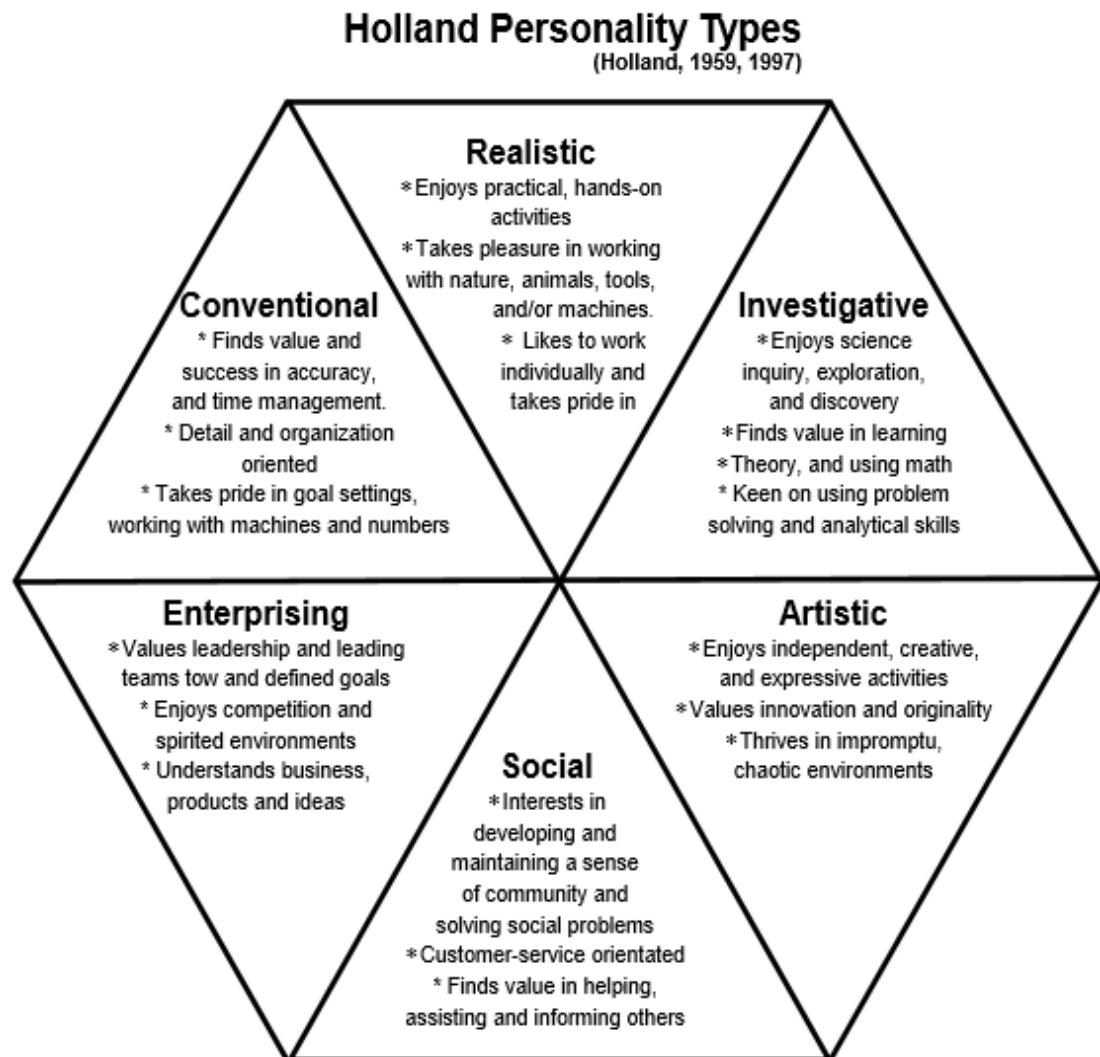 Holland Personality Types
(Holland, 1959, 1997)
Realistic
*Enjoys practical, hands-on
activities
*Takes pleasure in working
with nature, animals, tools,
and/or machines.
* Likes to work
individually and
takes pride in
Conventional
* Finds value and
success in accuracy,
and time management.
* Detail and organization
oriented
* Takes pride in goal settings,
working with machines and numbers
Investigative
*Enjoys science
inquiry, exploration,
and discovery
*Finds value in learning
*Theory, and using math
* Keen on using problem
solving and analytical skills
Enterprising
*Values leadership and leading
teams tow and defined goals
* Enjoys competition and
spirited environments
* Understands business,
products and ideas
Social
*Interests in
developing and
maintaining a sense
of community and
solving social problems
*Customer-service orientated
* Finds value in helping,
assisting and informing others
Artistic
*Enjoys independent, creative,
and expressive activities
*Values innovation and originality
*Thrives in impromptu,
chaotic environments